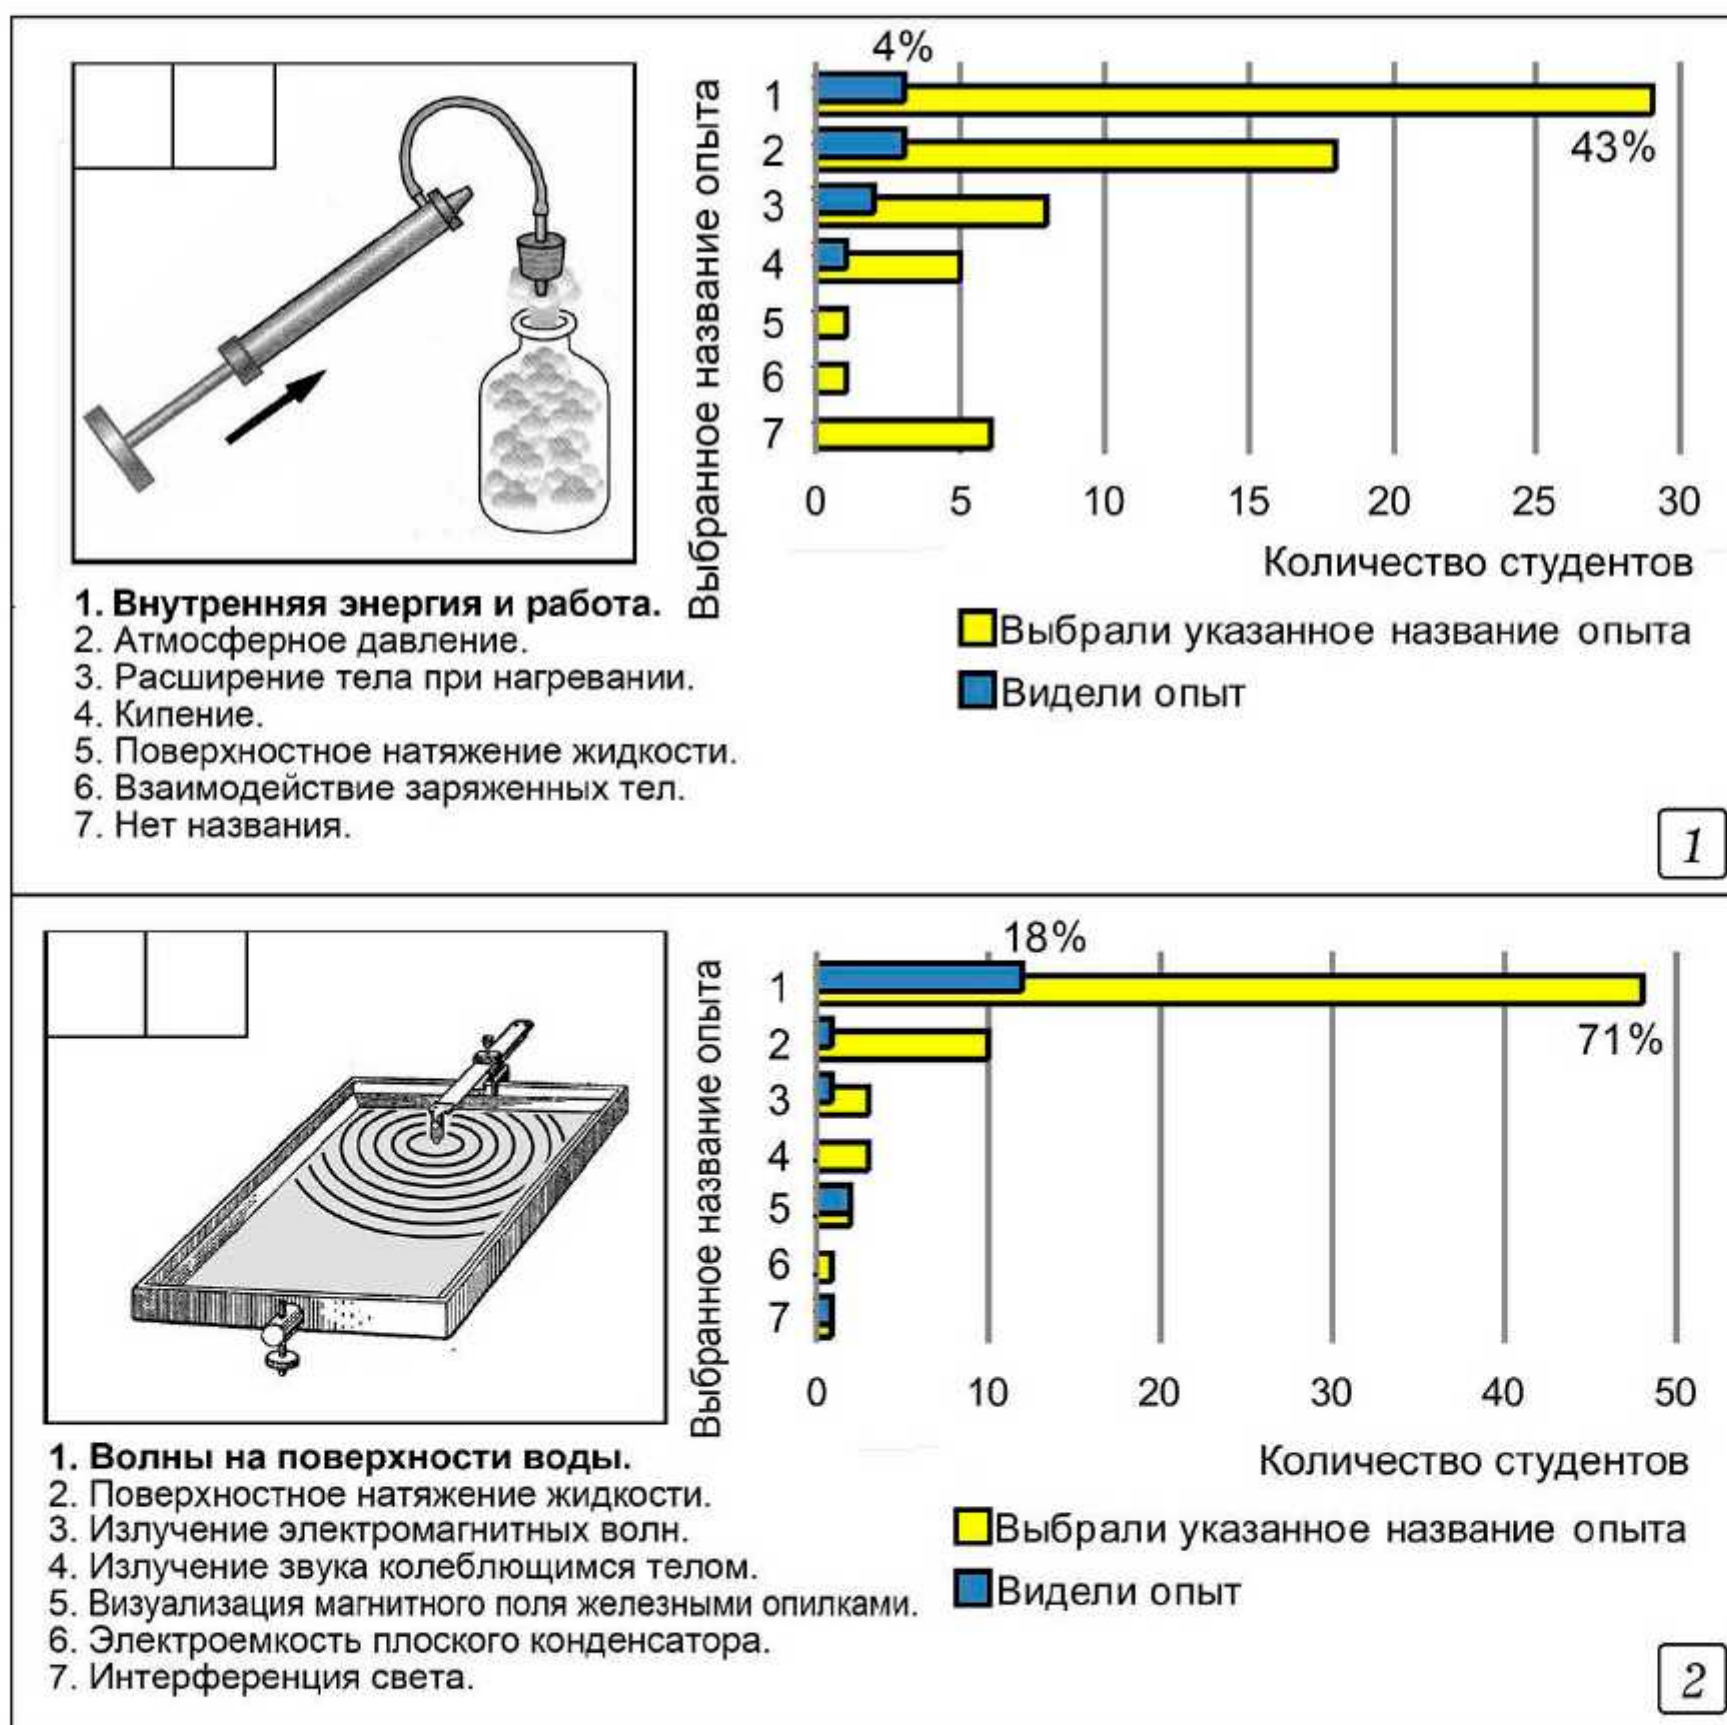 4%
43%
Выбранное название опыта
1
2
3
4
5
6
7
0 5 10 15 20 25 30
Количество студентов
Выбрали указанное название опыта
Видели опыт
1. Внутренняя энергия и работа.
2. Атмосферное давление.
3. Расширение тела при нагревании.
4. Кипение.
5. Поверхностное натяжение жидкости.
6. Взаимодействие заряженных тел.
7. Нет названия.
1
18%
71%
Выбранное название опыта
1
2
3
4
5
6
7
0 10 20 30 40 50
Количество студентов
Выбрали указанное название опыта
Видели опыт
1. Волны на поверхности воды.
2. Поверхностное натяжение жидкости.
3. Излучение электромагнитных волн.
4. Излучение звука колеблющимся телом.
5. Визуализация магнитного поля железными опилками.
6. Электроемкость плоского конденсатора.
7. Интерференция света.
2